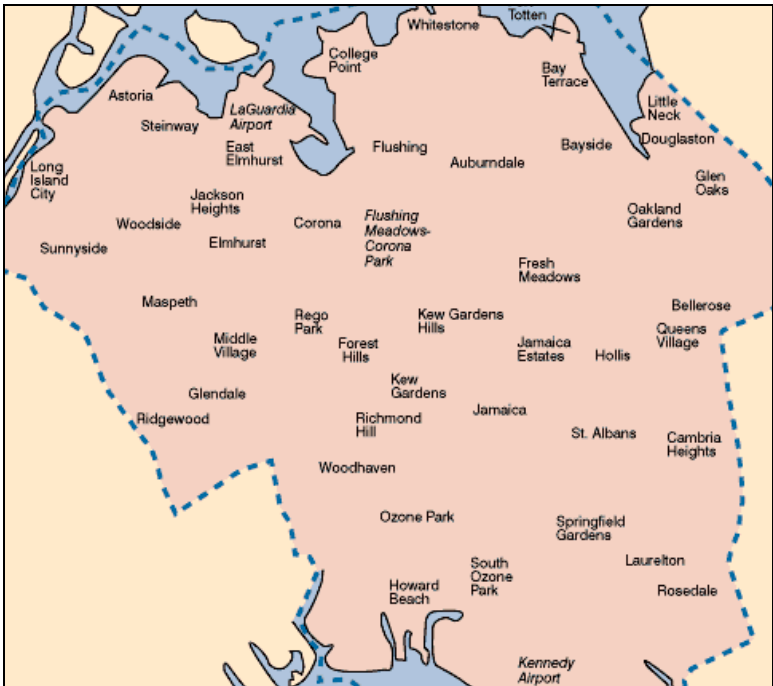 Totten
Whitestone
College
Point
Bay
Terrace
Astoria
LaGuardia
Airport
Steinway
Little
Neck
Douglaston
East
Elmhurst
Flushing
Auburndale
Bayside
Long
Island
City
Glen
Oaks
Jackson
Heights
Woodside
Corona
Flushing
Meadows-
Corona
Park
Oakland
Gardens
Sunnyside
Elmhurst
Fresh
Meadows
Maspeth
Rego
Park
Kew Gardens
Hills
Bellerose
Queens
Village
Middle
Village
Forest
Hills
Jamaica
Estates
Hollis
Glendale
Kew
Gardens
Ridgewood
Richmond
Hill
Jamaica
St. Albans
Cambria
Heights
Woodhaven
Ozone Park
Springfield
Gardens
Laurelton
South
Ozone
Park
Howard
Beach
Rosedale
Kennedy
Airport